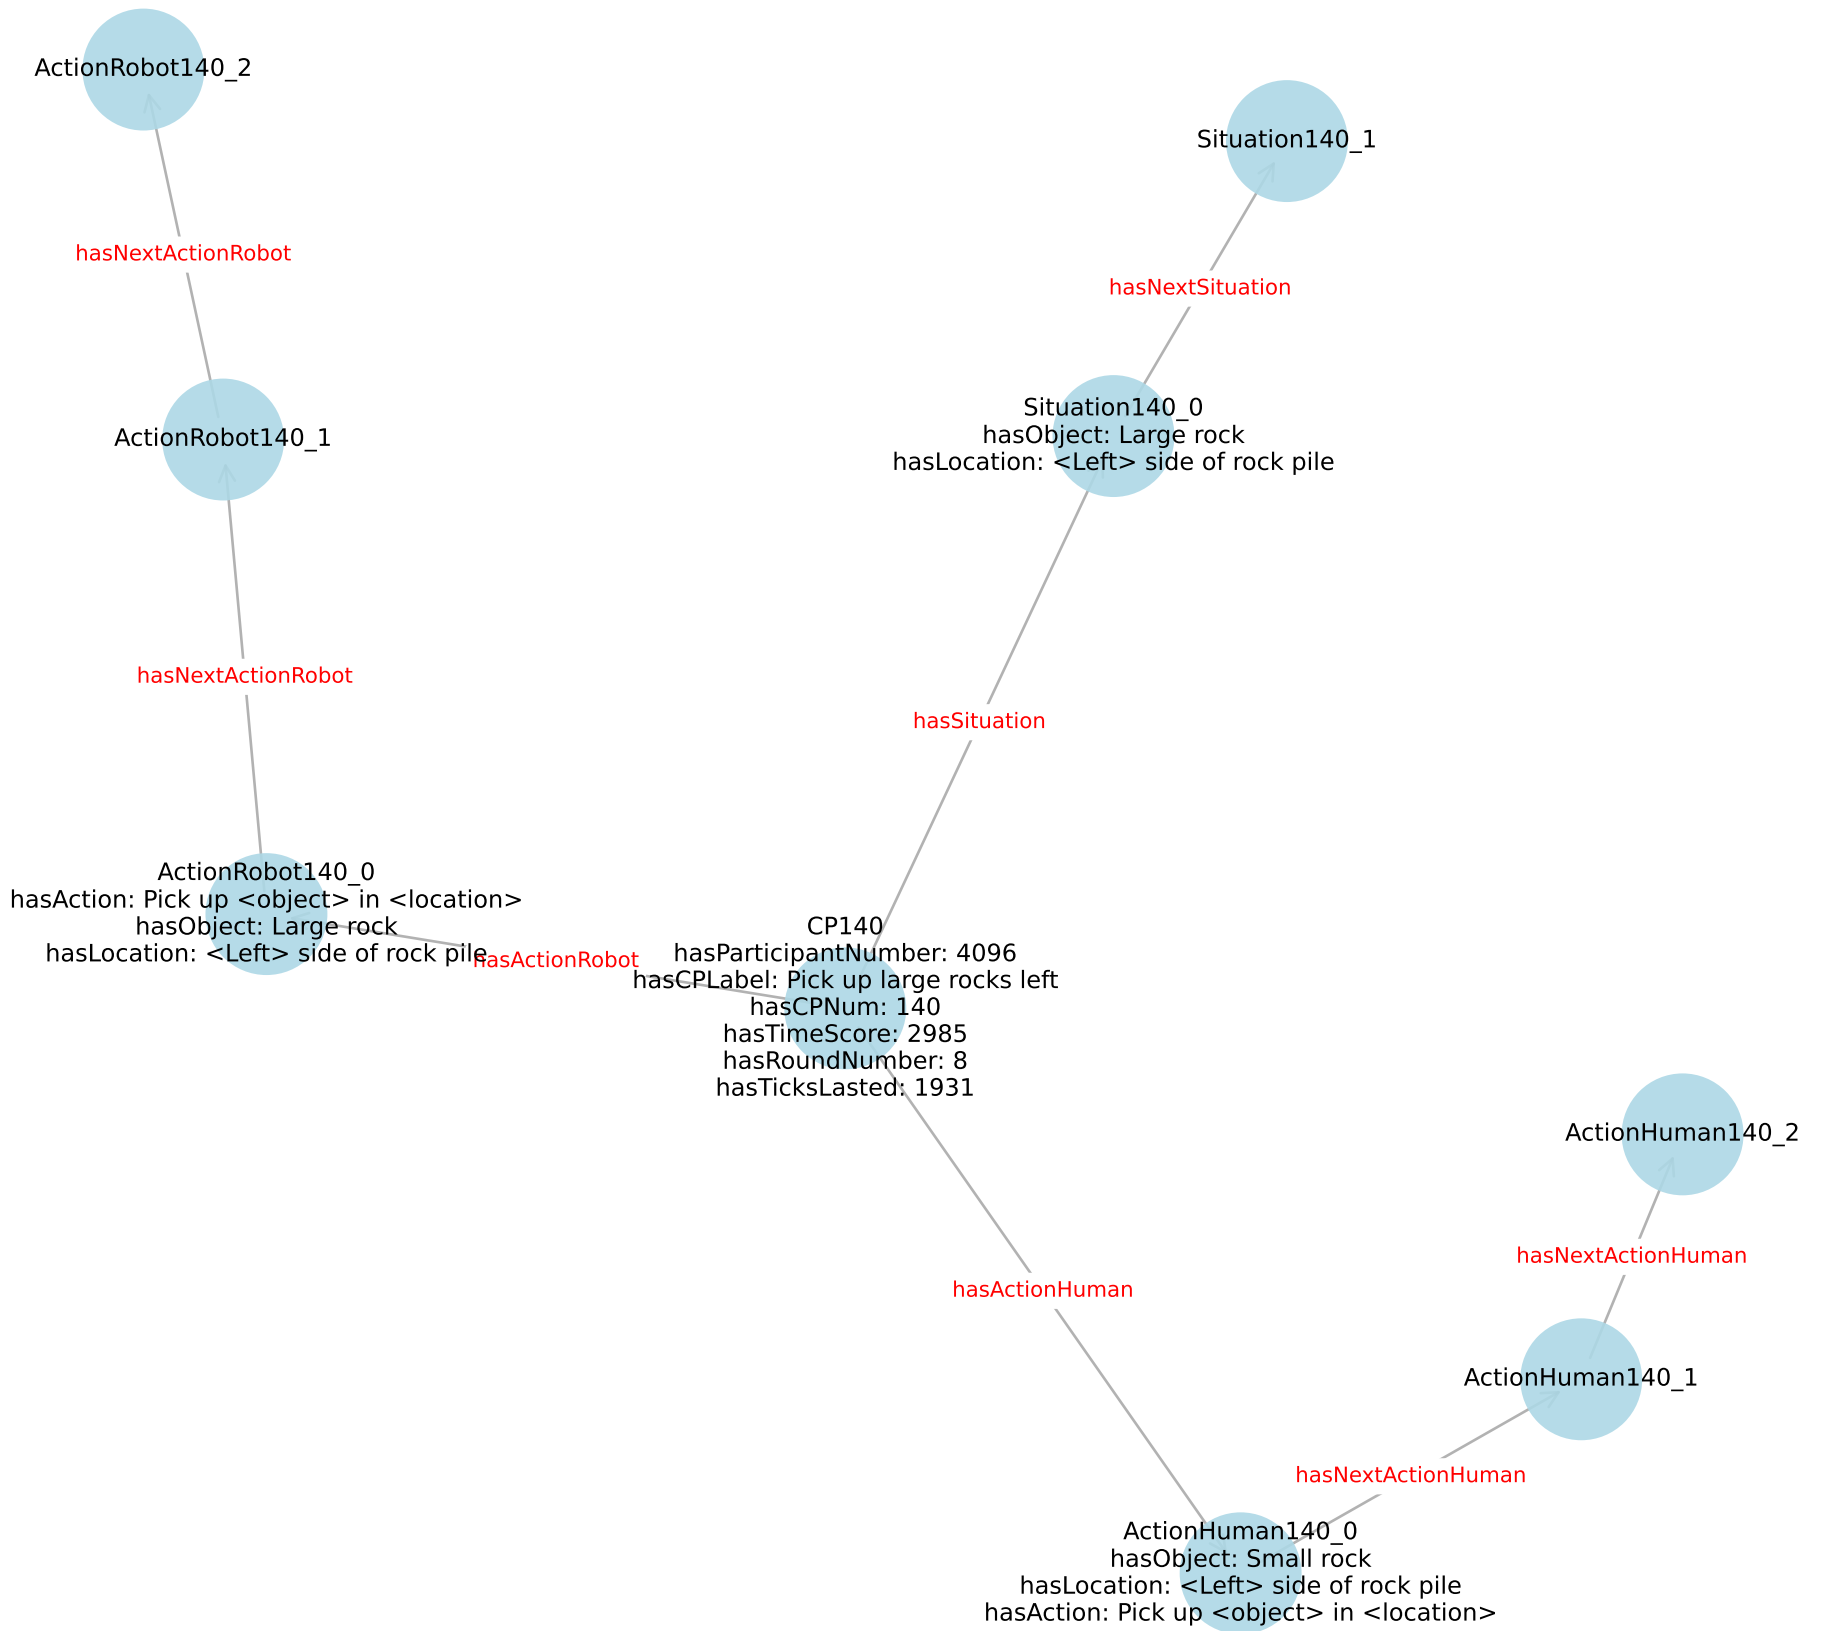 ActionRobot140_2
Situation140_1
hasNextActionRobot
hasNextSituation
Situation140_0
hasObject: Large rock
hasLocation: <Left> side of rock pile
ActionRobot140_1
hasNextActionRobot
hasSituation
ActionRobot140_0
hasAction: Pick up <object> in <location>
hasObject: Large rock
hasLocation: <Left> side of rock pile
hasActionRobot
CP140
hasParticipantNumber: 4096
hasCPLabel: Pick up large rocks left
hasCPNum: 140
hasTimeScore: 2985
hasRoundNumber: 8
hasTicksLasted: 1931
ActionHuman140_2
hasNextActionHuman
hasActionHuman
ActionHuman140_1
hasNextActionHuman
ActionHuman140_0
hasObject: Small rock
hasLocation: <Left> side of rock pile
hasAction: Pick up <object> in <location>